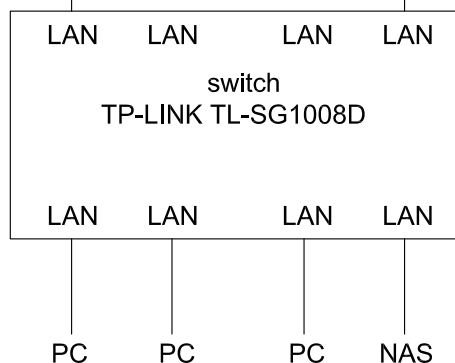 LAN LAN LAN LAN
switch
TP-LINK TL-SG1008D
LAN LAN LAN LAN
PC PC PC NAS